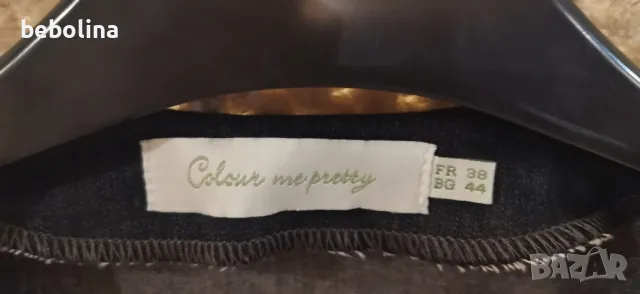 bebolina
Colour me pretty
FR 38
BG 44
BAZAR